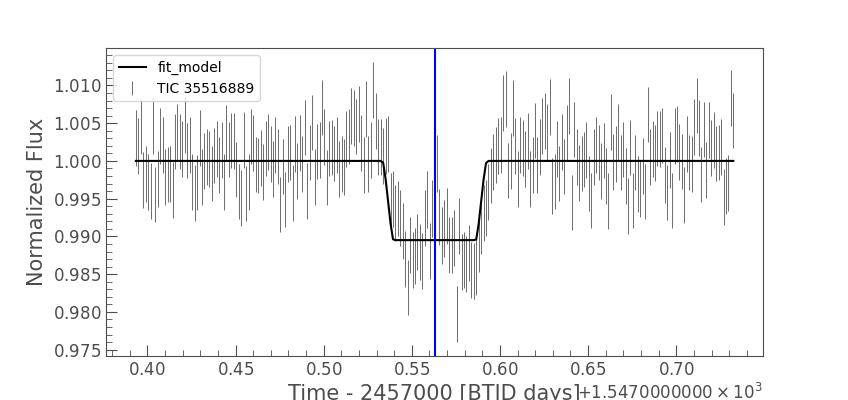 fit_model
TIC 35516889
Normalized Flux
1.010
1.005
1.000
0.995
0.990
0.985
0.980
0.975
0.40 0.45 0.50 0.55 0.60 0.65 0.70
Time - 2457000 [BTJD days]
+1.5470000000 × 10³